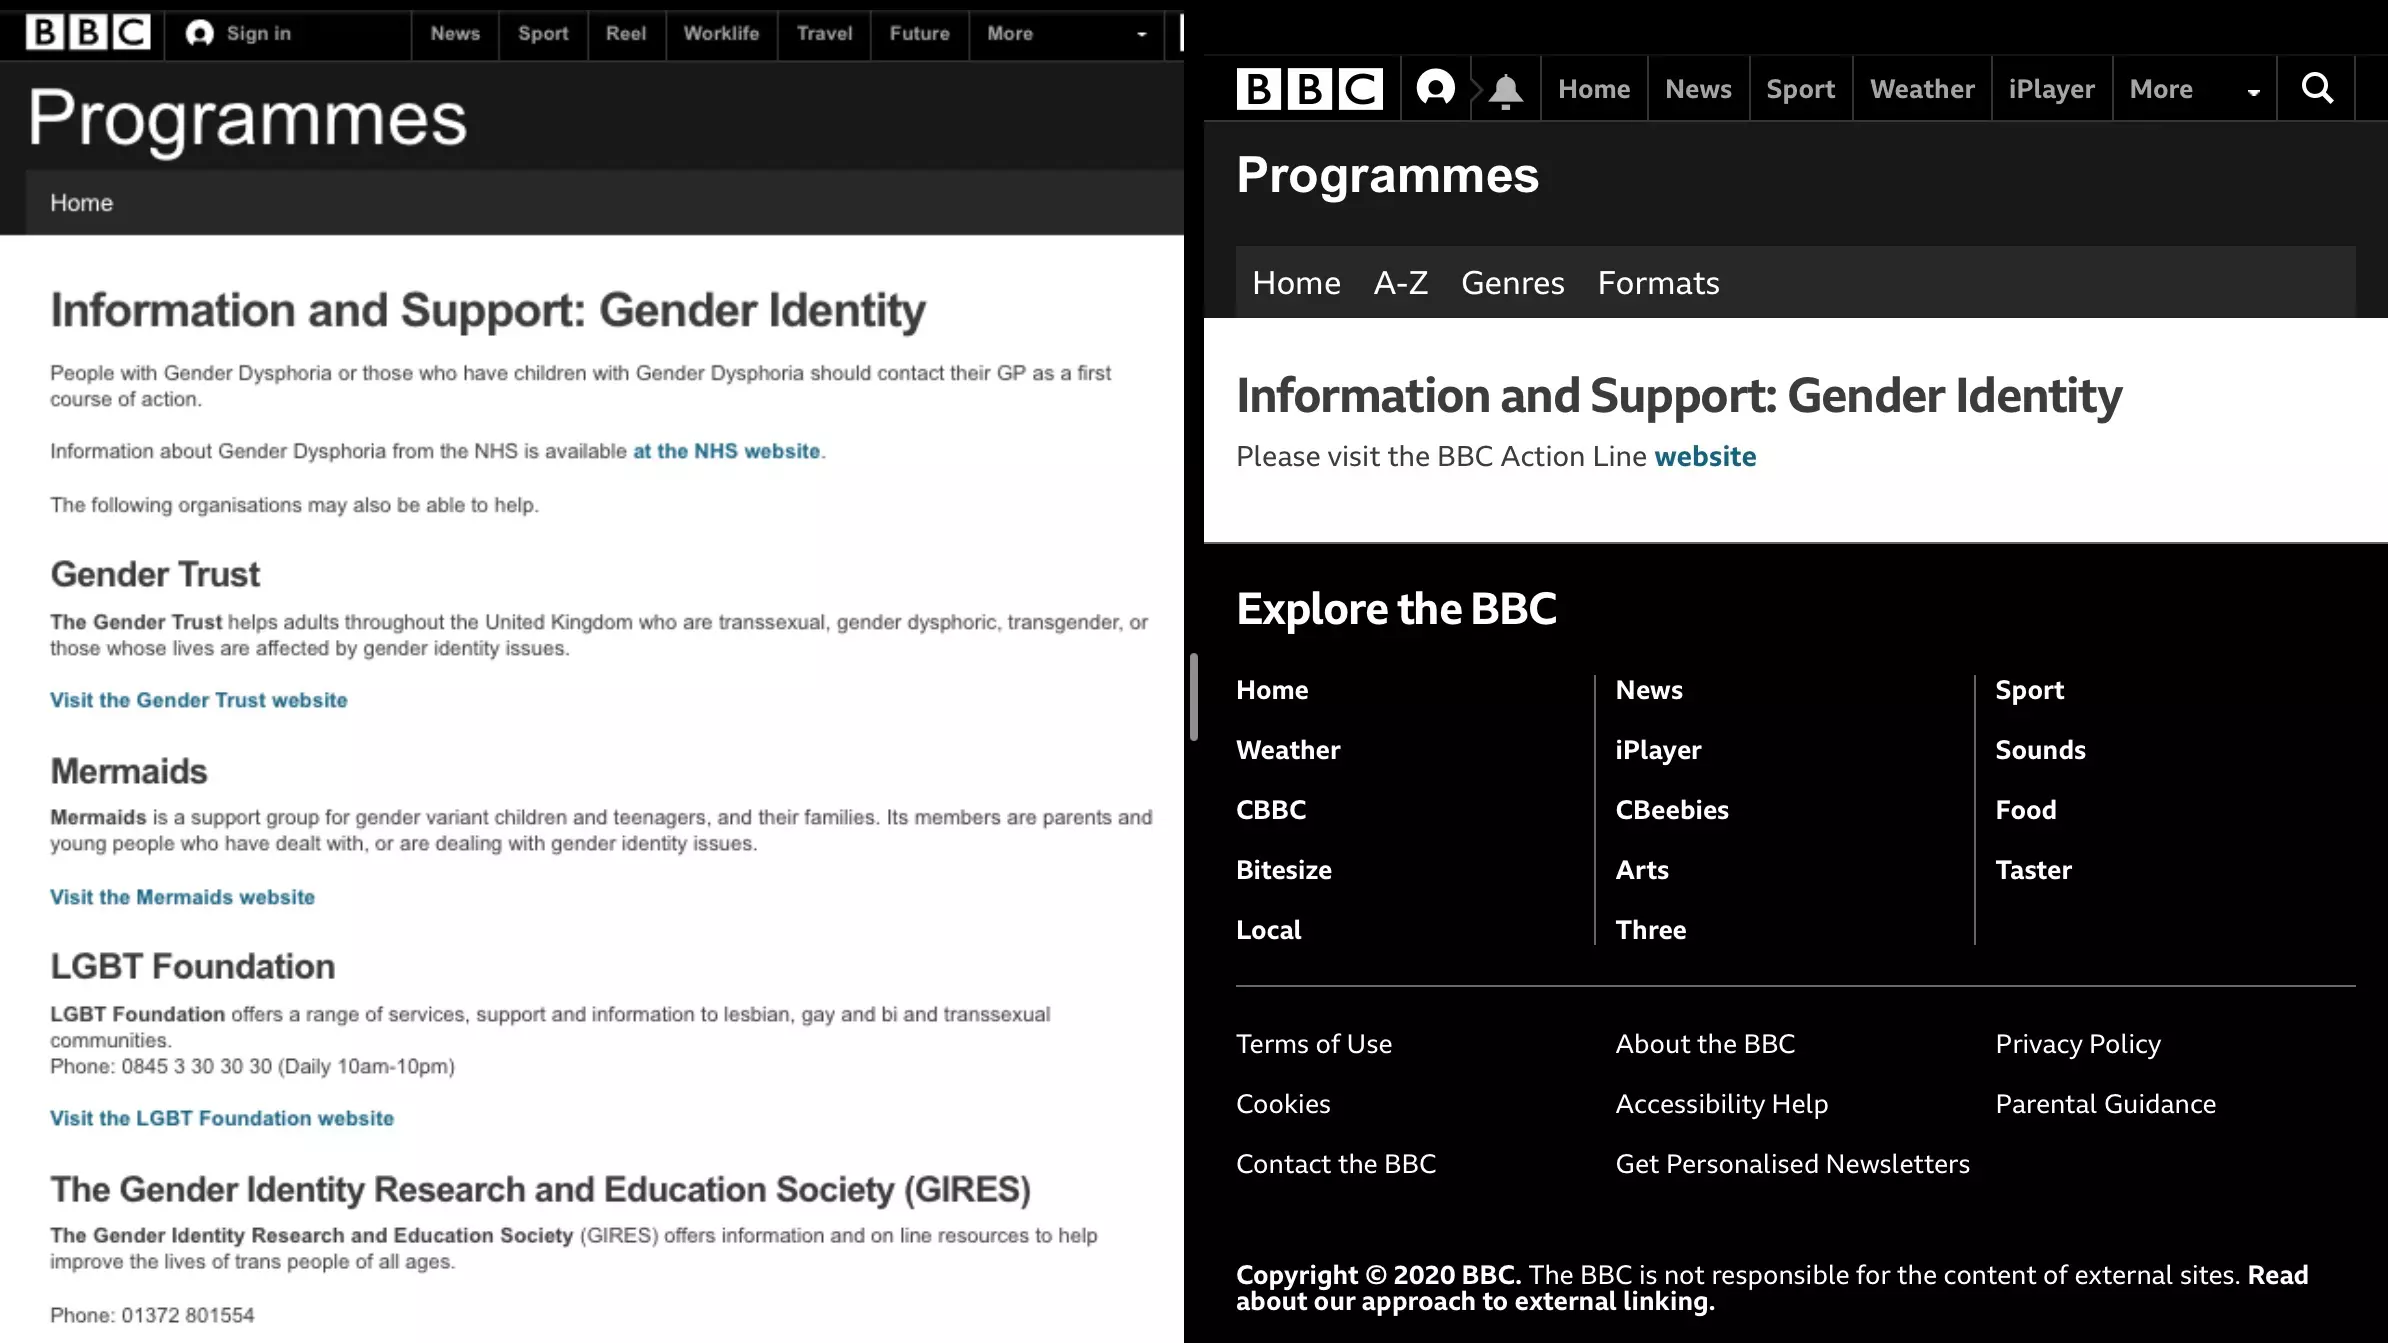 BBC Sign in News Sport Reel Worklife Travel Future More
Programmes
Home
Information and Support: Gender Identity
People with Gender Dysphoria or those who have children with Gender Dysphoria should contact their GP as a first
course of action.
Information about Gender Dysphoria from the NHS is available at the NHS website.
The following organisations may also be able to help.
Gender Trust
The Gender Trust helps adults throughout the United Kingdom who are transsexual, gender dysphoric, transgender, or
those whose lives are affected by gender identity issues.
Visit the Gender Trust website
Mermaids
Mermaids is a support group for gender variant children and teenagers, and their families. Its members are parents and
young people who have dealt with, or are dealing with gender identity issues.
Visit the Mermaids website
LGBT Foundation
LGBT Foundation offers a range of services, support and information to lesbian, gay and bi and transsexual
communities.
Phone: 0845 3 30 30 30 (Daily 10am-10pm)
Visit the LGBT Foundation website
The Gender Identity Research and Education Society (GIRES)
The Gender Identity Research and Education Society (GIRES) offers information and on line resources to help
improve the lives of trans people of all ages.
Phone: 01372 801554
BBC Home News Sport Weather iPlayer More
Programmes
Home A-Z Genres Formats
Information and Support: Gender Identity
Please visit the BBC Action Line website
Explore the BBC
Home News Sport
Weather iPlayer Sounds
CBBC CBeebies Food
Bitesize Arts Taster
Local Three
Terms of Use About the BBC Privacy Policy
Cookies Accessibility Help Parental Guidance
Contact the BBC Get Personalised Newsletters
Copyright © 2020 BBC. The BBC is not responsible for the content of external sites. Read
about our approach to external linking.